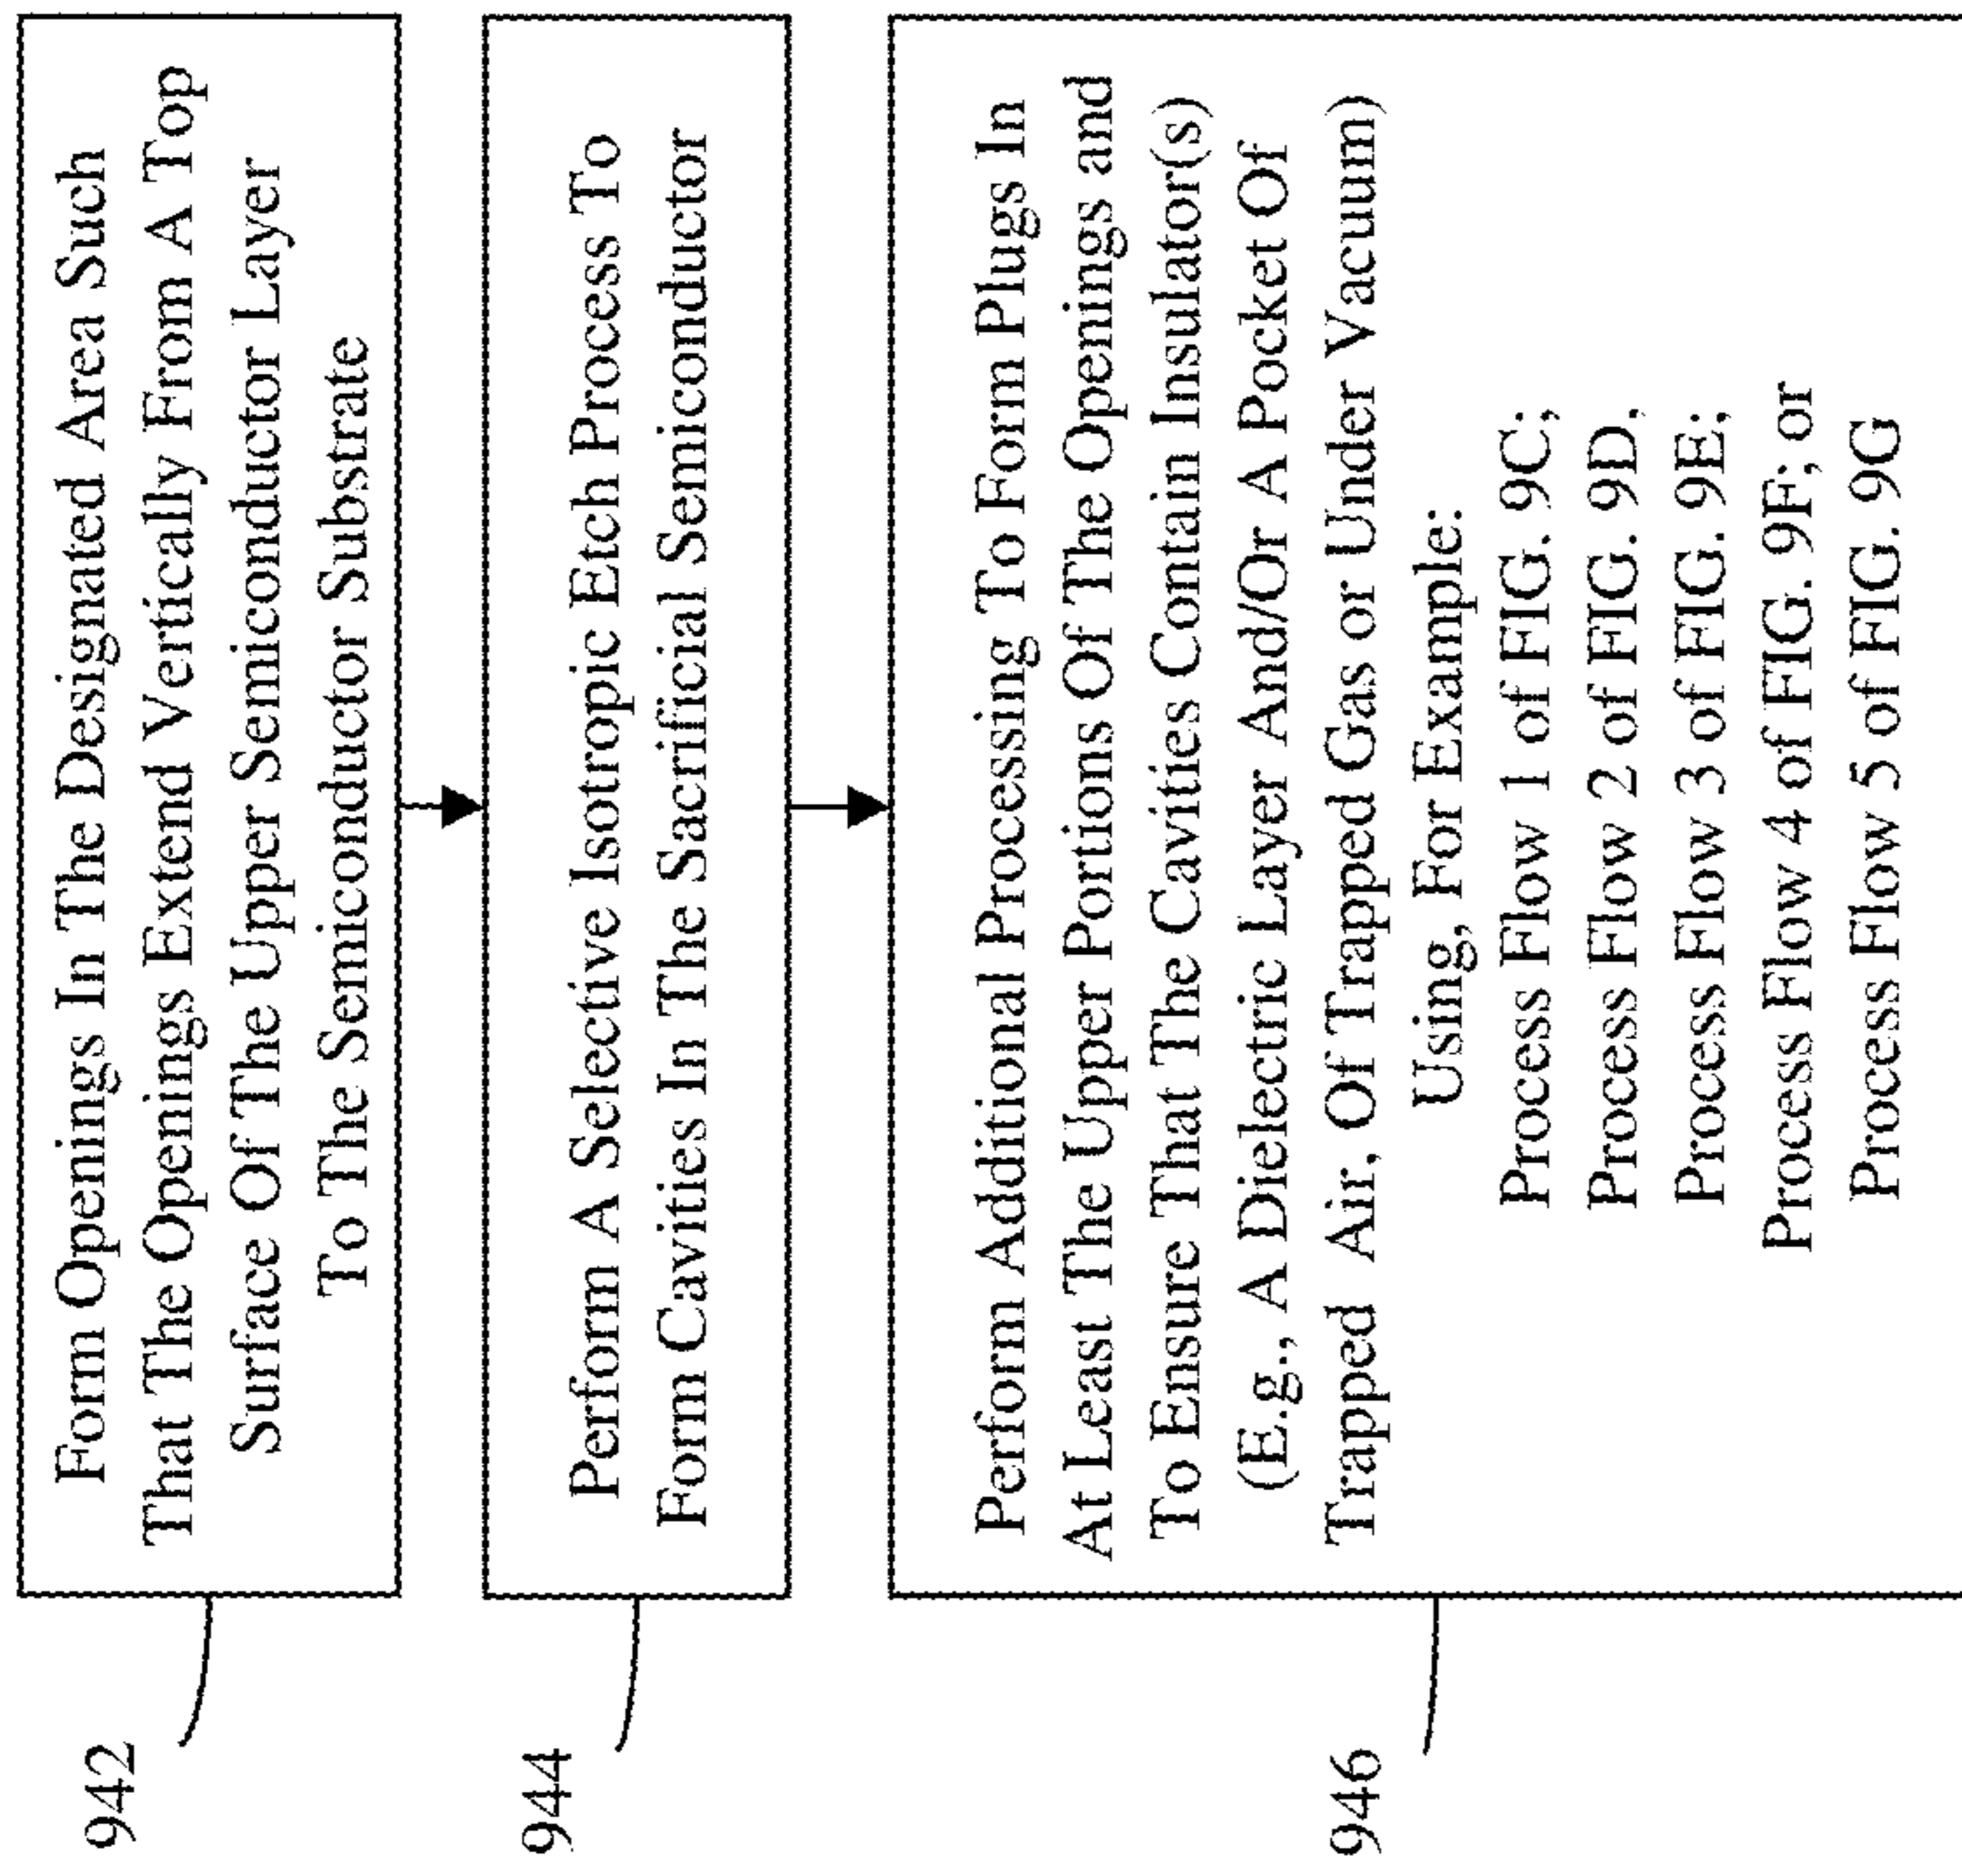 942
Form Openings In The Designated Area Such
That The Openings Extend Vertically From A Top
Surface Of The Upper Semiconductor Layer
To The Semiconductor Substrate
944
Perform A Selective Isotropic Etch Process To
Form Cavities In The Sacrificial Semiconductor
946
Perform Additional Processing To Form Plugs In
At Least The Upper Portions Of The Openings and
To Ensure That The Cavities Contain Insulator(s)
(E.g., A Dielectric Layer And/Or A Pocket Of
Trapped Air, Of Trapped Gas or Under Vacuum)
Using, For Example:
Process Flow 1 of FIG. 9C;
Process Flow 2 of FIG. 9D,
Process Flow 3 of FIG. 9E;
Process Flow 4 of FIG. 9F; or
Process Flow 5 of FIG. 9G